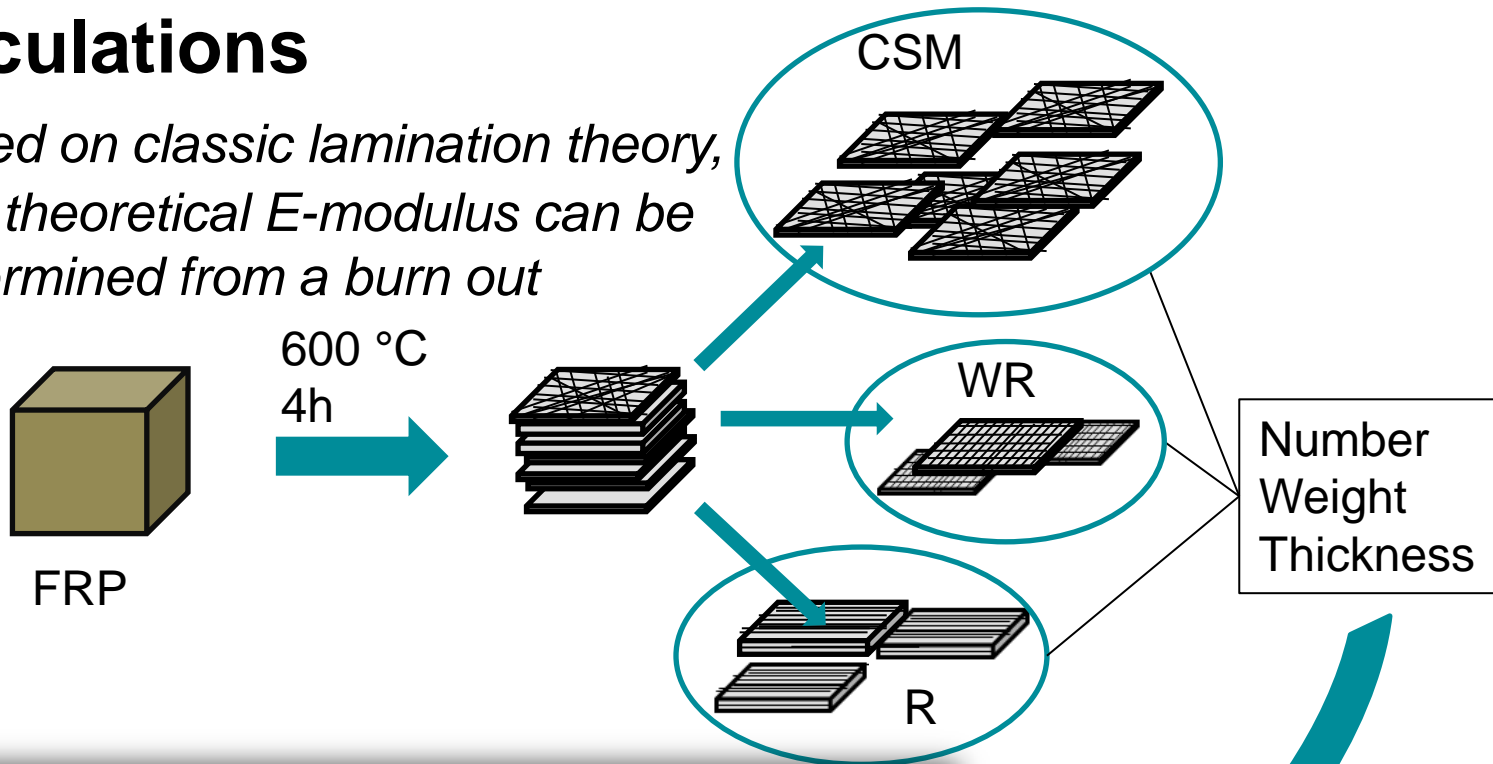 culations
ed on classic lamination theory,
theoretical E-modulus can be
ermined from a burn out
600 °C
4h
FRP
CSM
WR
R
Number
Weight
Thickness